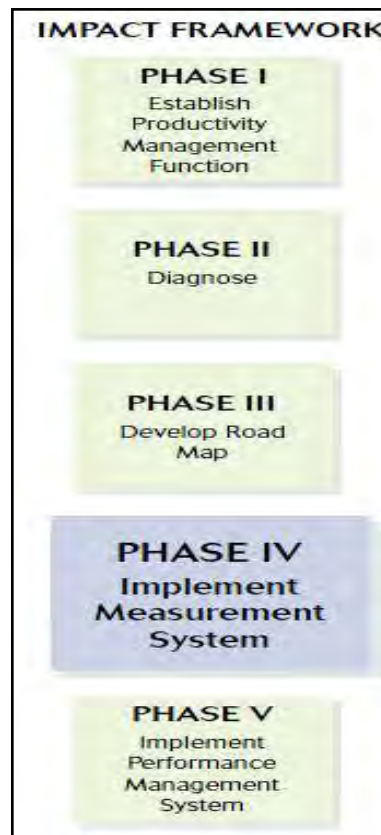 IMPACT FRAMEWORK
PHASE I
Establish
Productivity
Management
Function
PHASE II
Diagnose
PHASE III
Develop Road
Map
PHASE IV
Implement
Measurement
System
PHASE V
Implement
Performance
Management
System